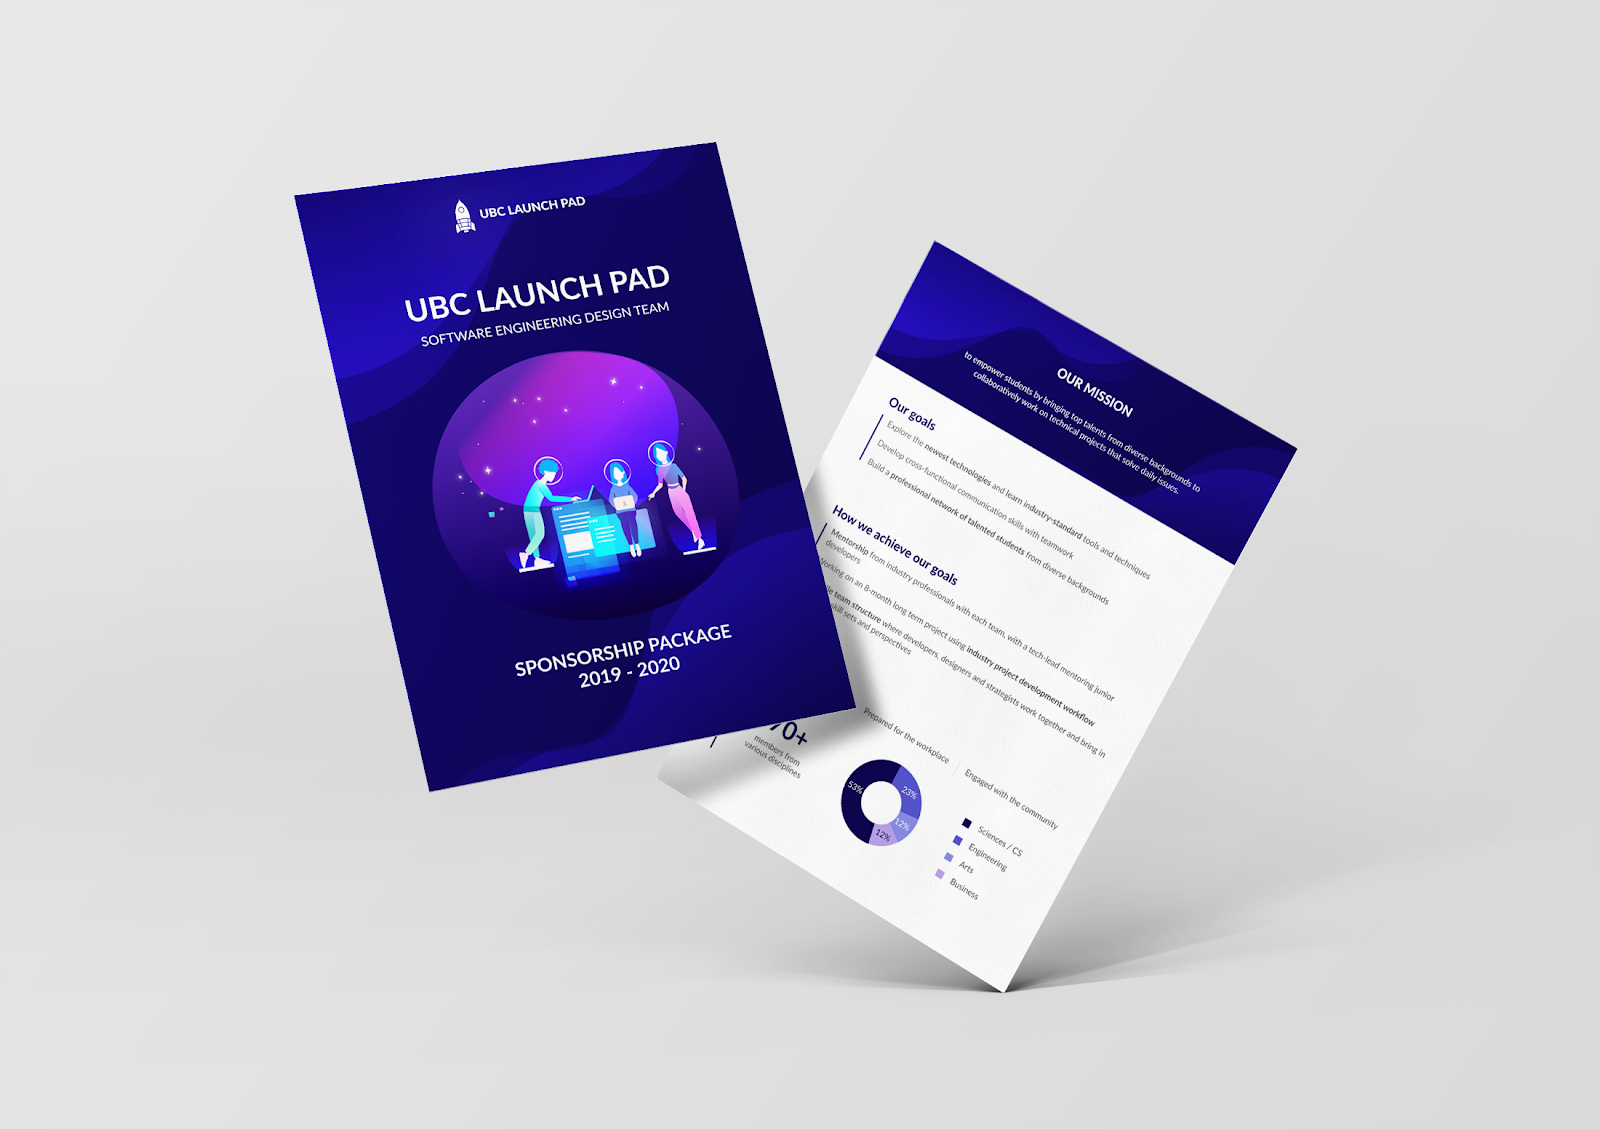 UBC LAUNCH PAD
UBC LAUNCH PAD
SOFTWARE ENGINEERING DESIGN TEAM
SPONSORSHIP PACKAGE
2019 - 2020
OUR MISSION
to empower students by bringing top talents from diverse backgrounds to
collaboratively work on technical projects that solve daily issues.
Our goals
Explore the newest technologies and learn industry-standard tools and techniques
Develop cross-functional communication skills with teamwork
Build a professional network of talented students from diverse backgrounds
How we achieve our goals
Mentorship from industry professionals with each team, with a tech-lead mentoring junior
developers
Working on an 8-month long term project using industry project development workflow
team structure where developers, designers and strategists work together and bring in
skill sets and perspectives
0+
members from
various disciplines
Prepared for the workplace
Engaged with the community
53%
23%
12%
12%
Sciences / CS
Engineering
Arts
Business